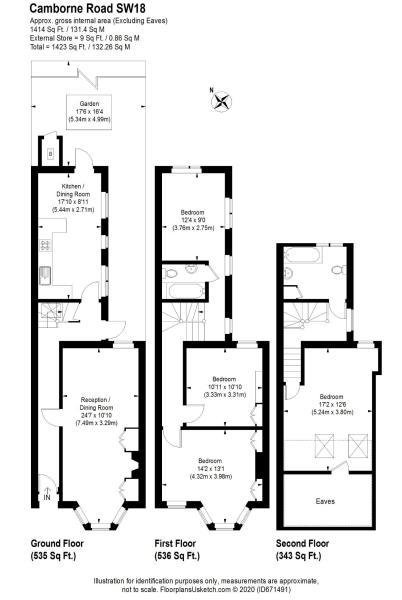 Camborne Road SW18
Approx. gross internal area (Excluding Eaves)
1414 Sq Ft. / 131.4 Sq M
External Store = 9 Sq Ft. / 0.86 Sq M
Total = 1423 Sq Ft. / 132.26 Sq M
Garden
17'6 x 16'4
(5.34m x 4.99m)
N
B
Kitchen /
Dining Room
17'10 x 8'11
(5.44m x 2.71m)
Bedroom
12'4 x 9'0
(3.76m x 2.75m)
Reception /
Dining Room
24'7 x 10'10
(7.49m x 3.29m)
Bedroom
10'11 x 10'10
(3.33m x 3.31m)
Bedroom
17'2 x 12'6
(5.24m x 3.80m)
Bedroom
14'2 x 13'1
(4.32m x 3.98m)
IN
Eaves
Ground Floor
(535 Sq Ft.)
First Floor
(536 Sq Ft.)
Second Floor
(343 Sq Ft.)
Illustration for identification purposes only, measurements are approximate,
not to scale. FloorplansUsketch.com © 2020 (ID671491)